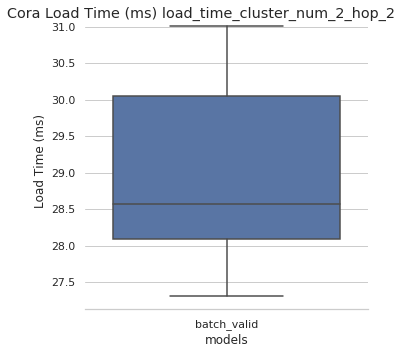 Cora Load Time (ms) load_time_cluster_num_2_hop_2
31.0
30.5
30.0
29.5
29.0
28.5
28.0
27.5
Load Time (ms)
batch_valid
models